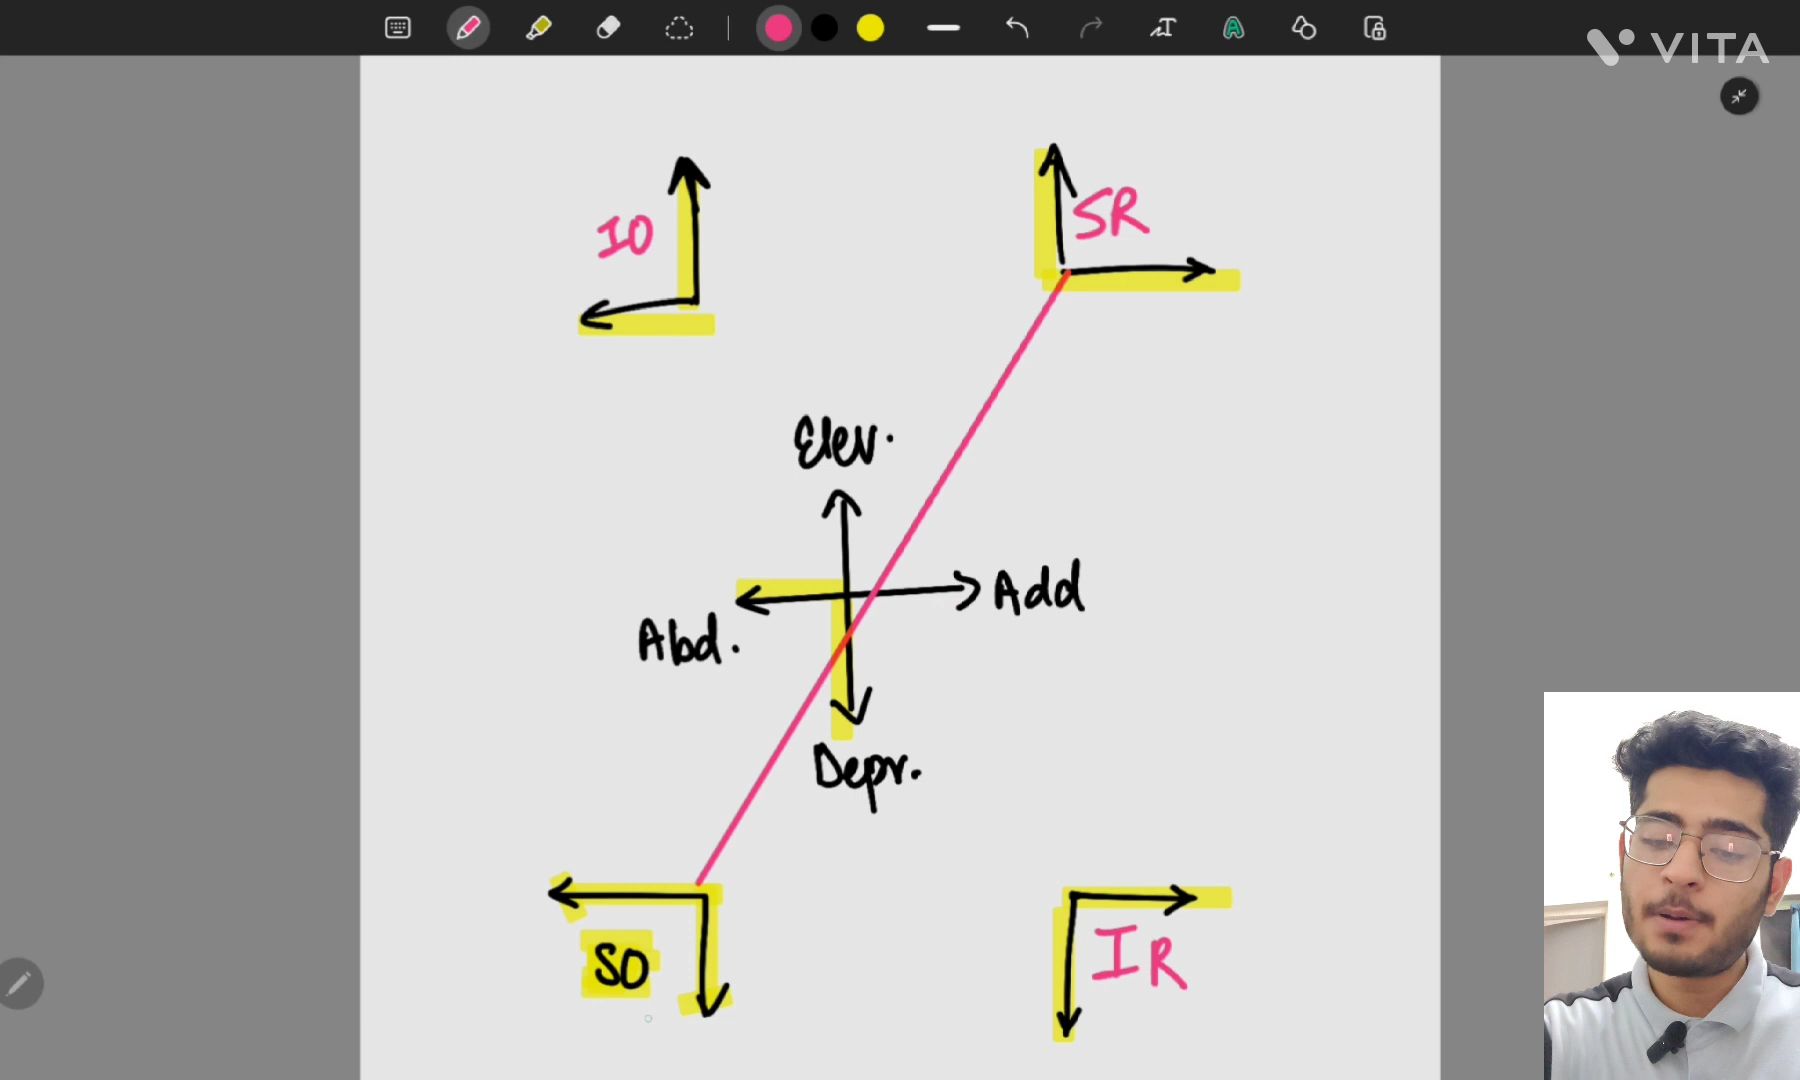 VITA
IO
SR
Elev.
Add
Abd.
Depr.
SO
IR